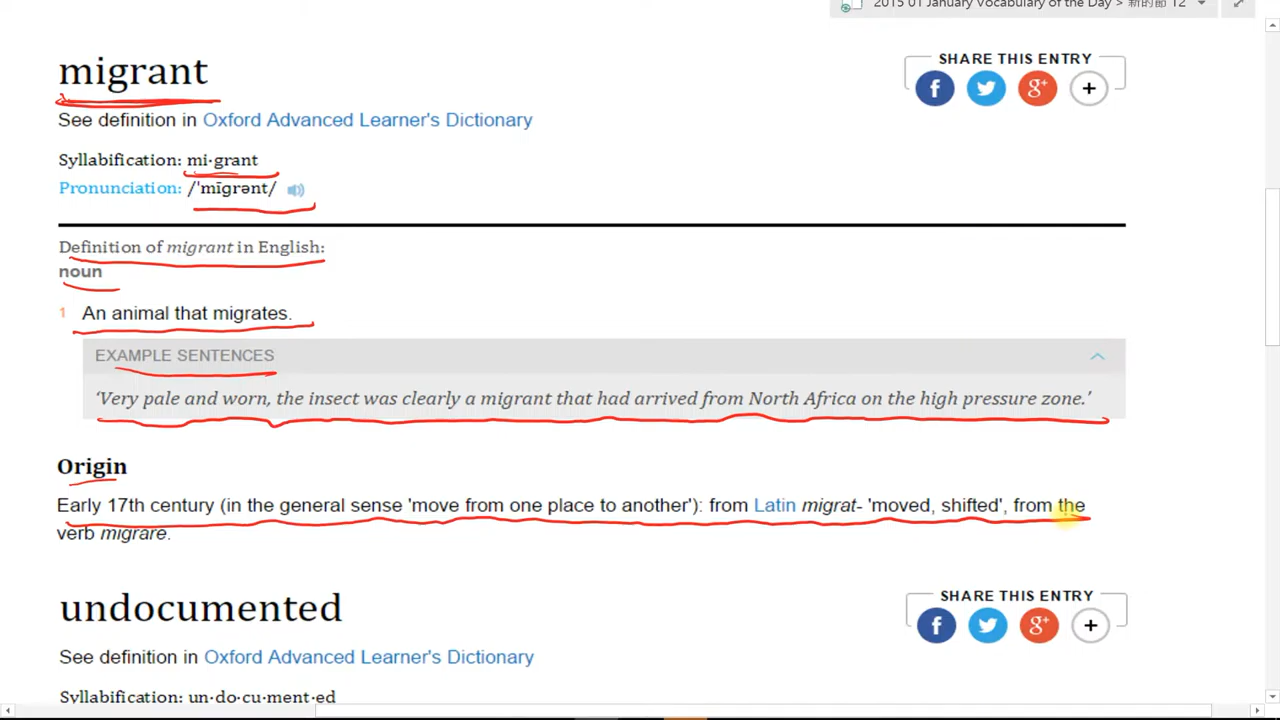 2015 01 January Vocabulary of the Day > 新的節 12
migrant
SHARE THIS ENTRY
See definition in Oxford Advanced Learner's Dictionary
Syllabification: mi·grant
Pronunciation: /ˈmīɡrənt/
Definition of migrant in English:
noun
1 An animal that migrates.
EXAMPLE SENTENCES
‘Very pale and worn, the insect was clearly a migrant that had arrived from North Africa on the high pressure zone.’
Origin
Early 17th century (in the general sense 'move from one place to another'): from Latin migrat- 'moved, shifted', from the
verb migrare.
undocumented
SHARE THIS ENTRY
See definition in Oxford Advanced Learner's Dictionary
Syllabification: un·do·cu·ment·ed